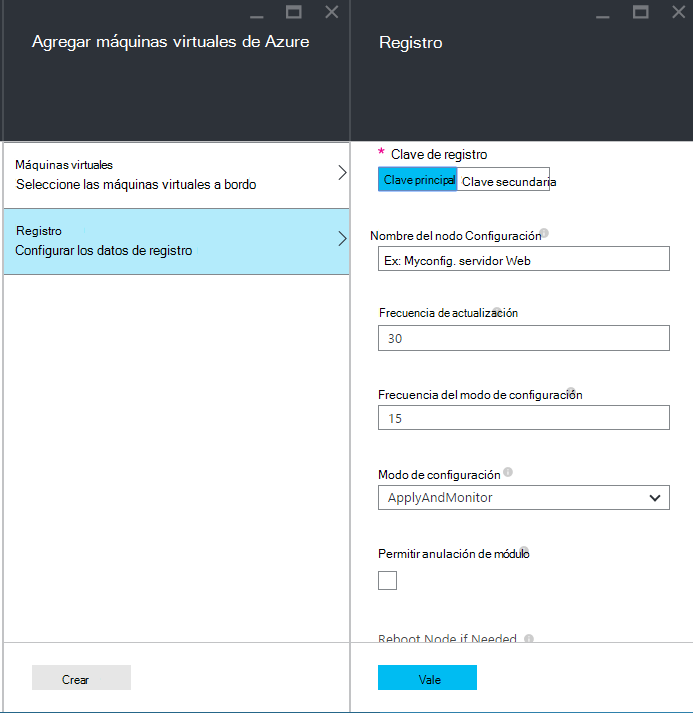 Agregar máquinas virtuales de Azure
Máquinas virtuales
Seleccione las máquinas virtuales a bordo
Registro
Configurar los datos de registro
Crear
Registro
* Clave de registro
Clave principal Clave secundaria
Nombre del nodo Configuración
Ex: Myconfig. servidor Web
Frecuencia de actualización
30
Frecuencia del modo de configuración
15
Modo de configuración
ApplyAndMonitor
Permitir anulación de módulo
Reboot Node if Needed
Vale